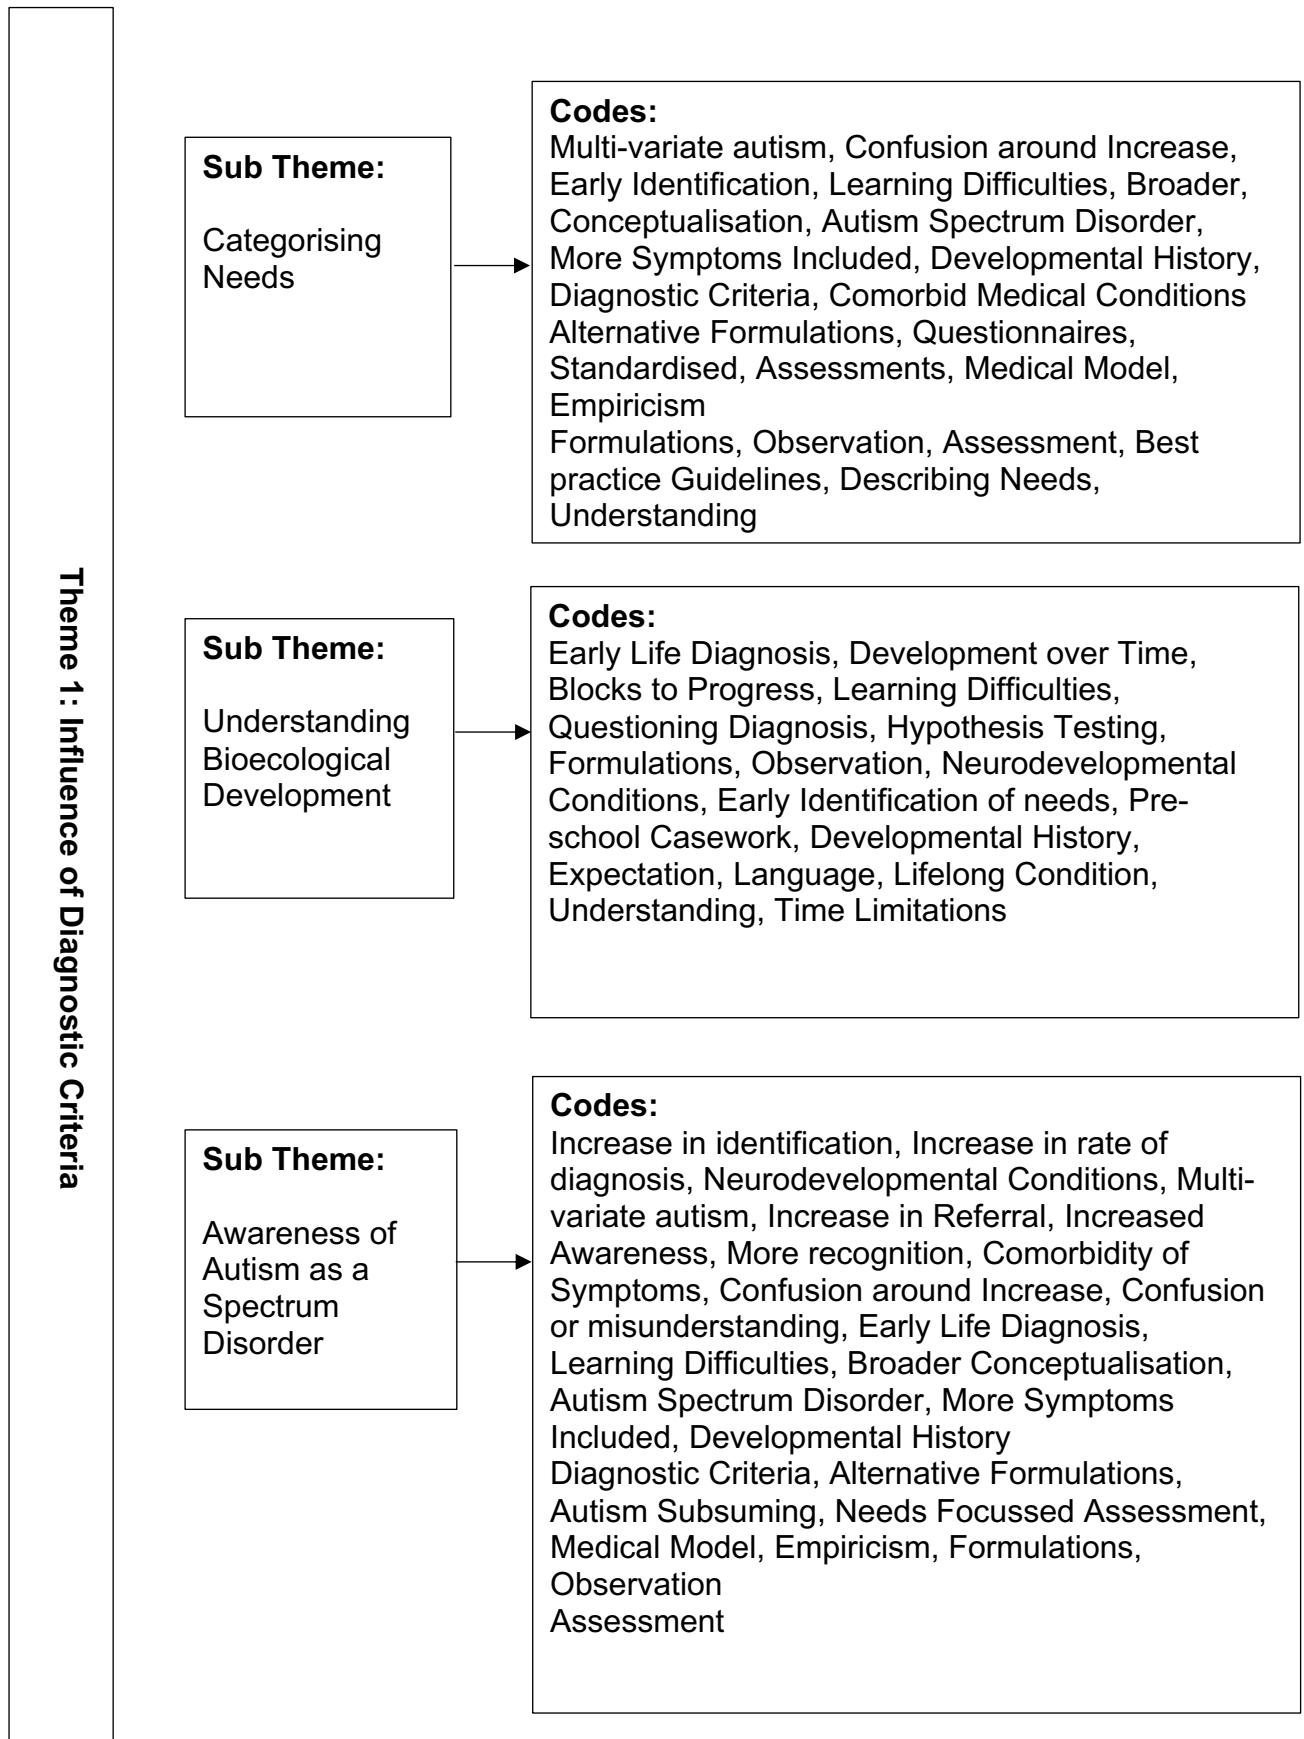 Theme 1: Influence of Diagnostic Criteria
Sub Theme:
Categorising
Needs
Codes:
Multi-variate autism, Confusion around Increase,
Early Identification, Learning Difficulties, Broader,
Conceptualisation, Autism Spectrum Disorder,
More Symptoms Included, Developmental History,
Diagnostic Criteria, Comorbid Medical Conditions
Alternative Formulations, Questionnaires,
Standardised, Assessments, Medical Model,
Empiricism
Formulations, Observation, Assessment, Best
practice Guidelines, Describing Needs,
Understanding
Sub Theme:
Understanding
Bioecological
Development
Codes:
Early Life Diagnosis, Development over Time,
Blocks to Progress, Learning Difficulties,
Questioning Diagnosis, Hypothesis Testing,
Formulations, Observation, Neurodevelopmental
Conditions, Early Identification of needs, Pre-
school Casework, Developmental History,
Expectation, Language, Lifelong Condition,
Understanding, Time Limitations
Sub Theme:
Awareness of
Autism as a
Spectrum
Disorder
Codes:
Increase in identification, Increase in rate of
diagnosis, Neurodevelopmental Conditions, Multi-
variate autism, Increase in Referral, Increased
Awareness, More recognition, Comorbidity of
Symptoms, Confusion around Increase, Confusion
or misunderstanding, Early Life Diagnosis,
Learning Difficulties, Broader Conceptualisation,
Autism Spectrum Disorder, More Symptoms
Included, Developmental History
Diagnostic Criteria, Alternative Formulations,
Autism Subsuming, Needs Focussed Assessment,
Medical Model, Empiricism, Formulations,
Observation
Assessment